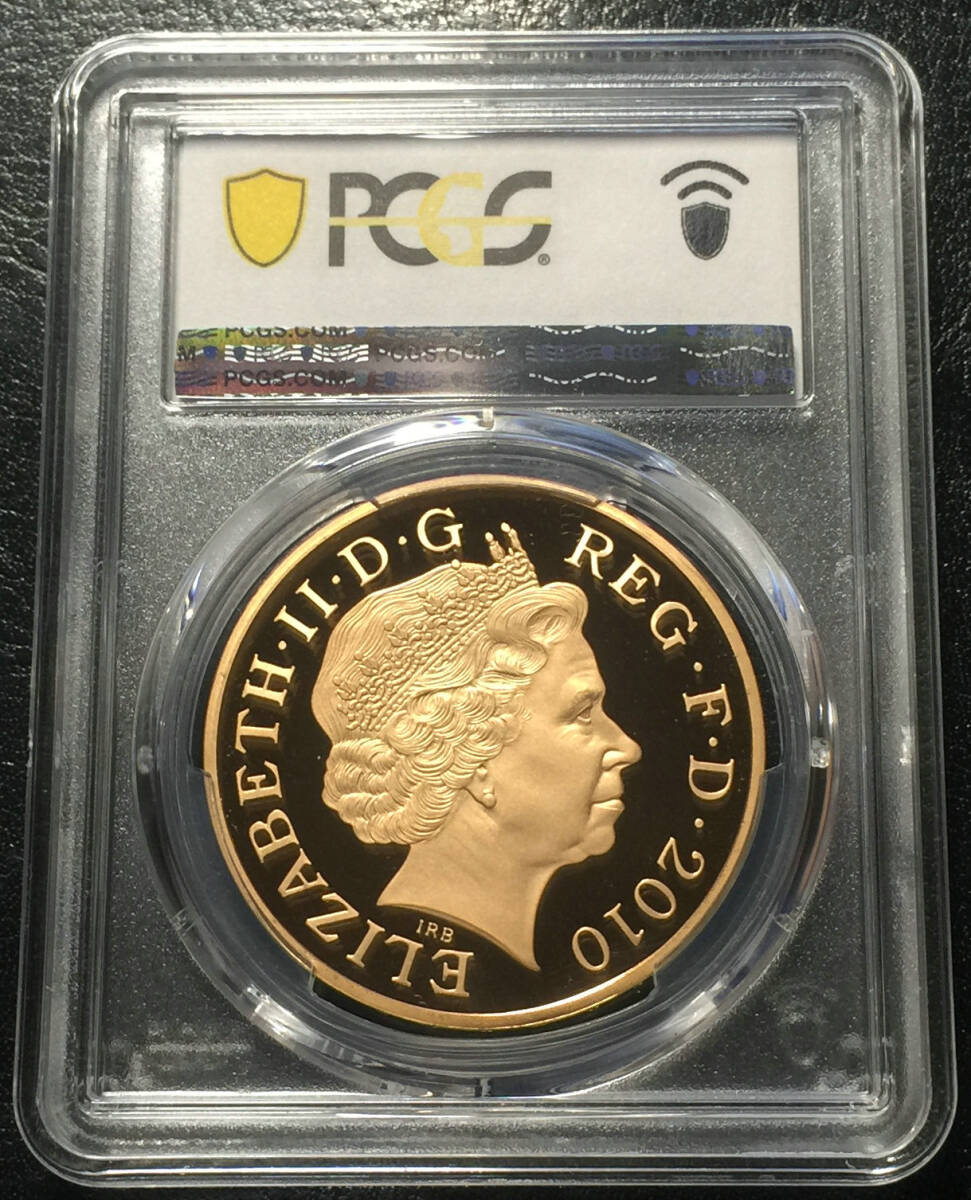 PCGS®
PCGS.COM
M PCGS.COM
PCGS.COM
ELIZABETH·II·D·G REG·F·D·2010
IRB